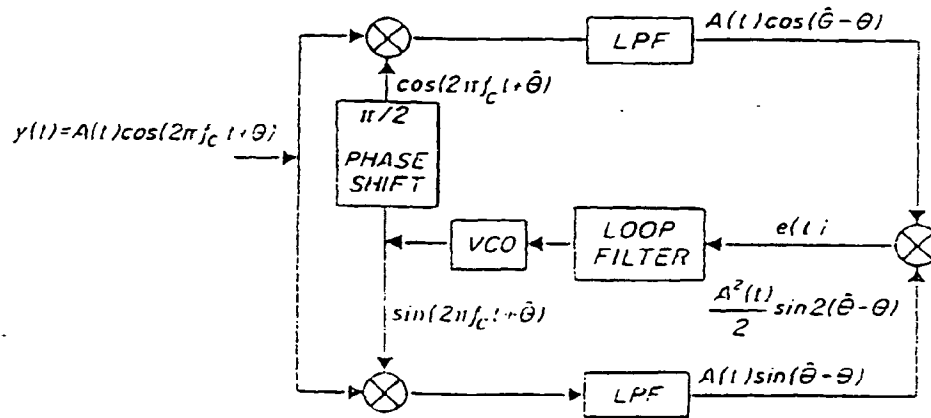 A(t)cos(θ̂-θ)
LPF
cos(2πf_c t+θ̂)
π/2
PHASE
SHIFT
y(t)=A(t)cos(2πf_c t+θ)
VCO
LOOP
FILTER
e(t)
A²(t)/2 sin2(θ̂-θ)
sin(2πf_c t+θ̂)
LPF
A(t)sin(θ̂-θ)